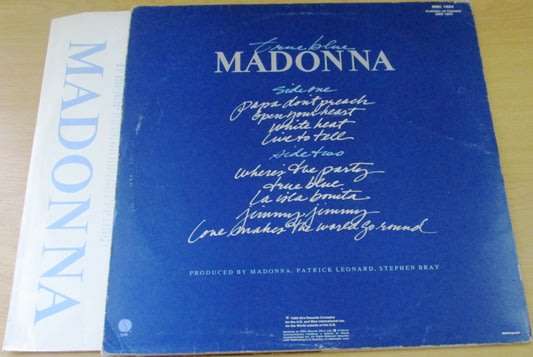 MADONNA
true blue
MADONNA
side one
papa don't preach
open your heart
white heat
live to tell
side two
where's the party
true blue
la isla bonita
jimmy jimmy
love makes the world go round
PRODUCED BY MADONNA, PATRICK LEONARD, STEPHEN BRAY